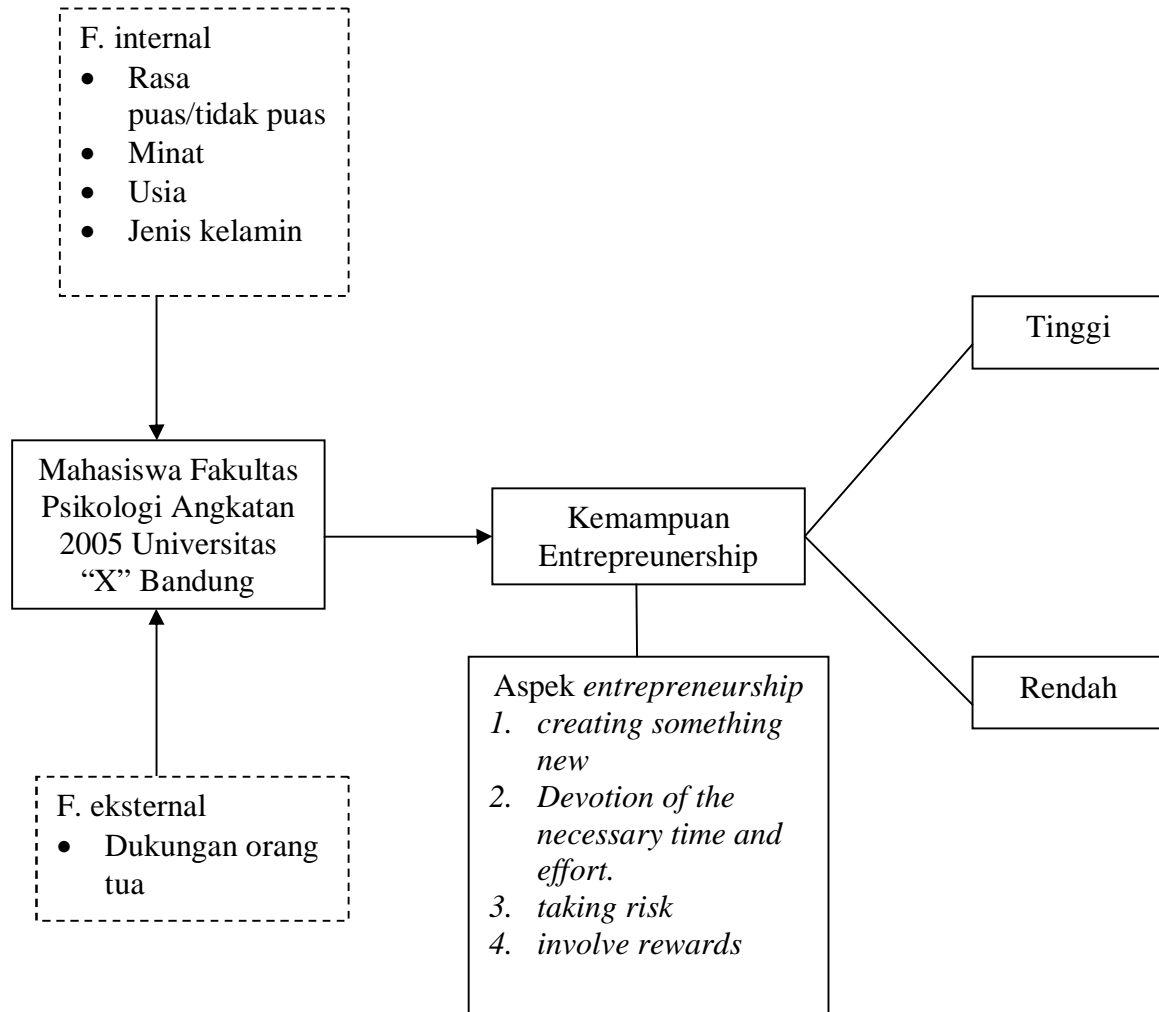 F. internal
• Rasa
puas/tidak puas
• Minat
• Usia
• Jenis kelamin
Tinggi
Mahasiswa Fakultas
Psikologi Angkatan
2005 Universitas
“X” Bandung
Kemampuan
Entrepreunership
Aspek entrepreneurship
1. creating something
new
2. Devotion of the
necessary time and
effort.
3. taking risk
4. involve rewards
Rendah
F. eksternal
• Dukungan orang
tua